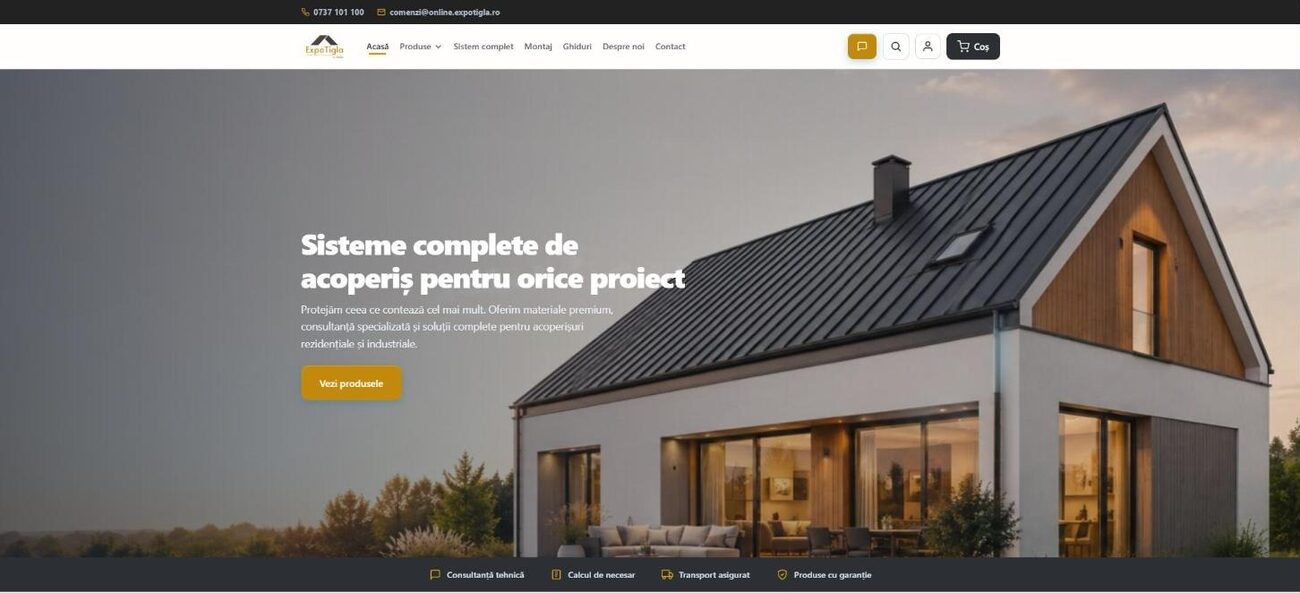 0737 101 100 comenzi@online.expotigla.ro
ExpoTigla
Acasă Produse Sistem complet Montaj Ghiduri Despre noi Contact
Coș
Sisteme complete de
acoperiș pentru orice proiect
Protejăm ceea ce contează cel mai mult. Oferim materiale premium,
consultanță specializată și soluții complete pentru acoperișuri
rezidențiale și industriale.
Vezi produsele
Consultanță tehnică Calcul de necesar Transport asigurat Produse cu garanție